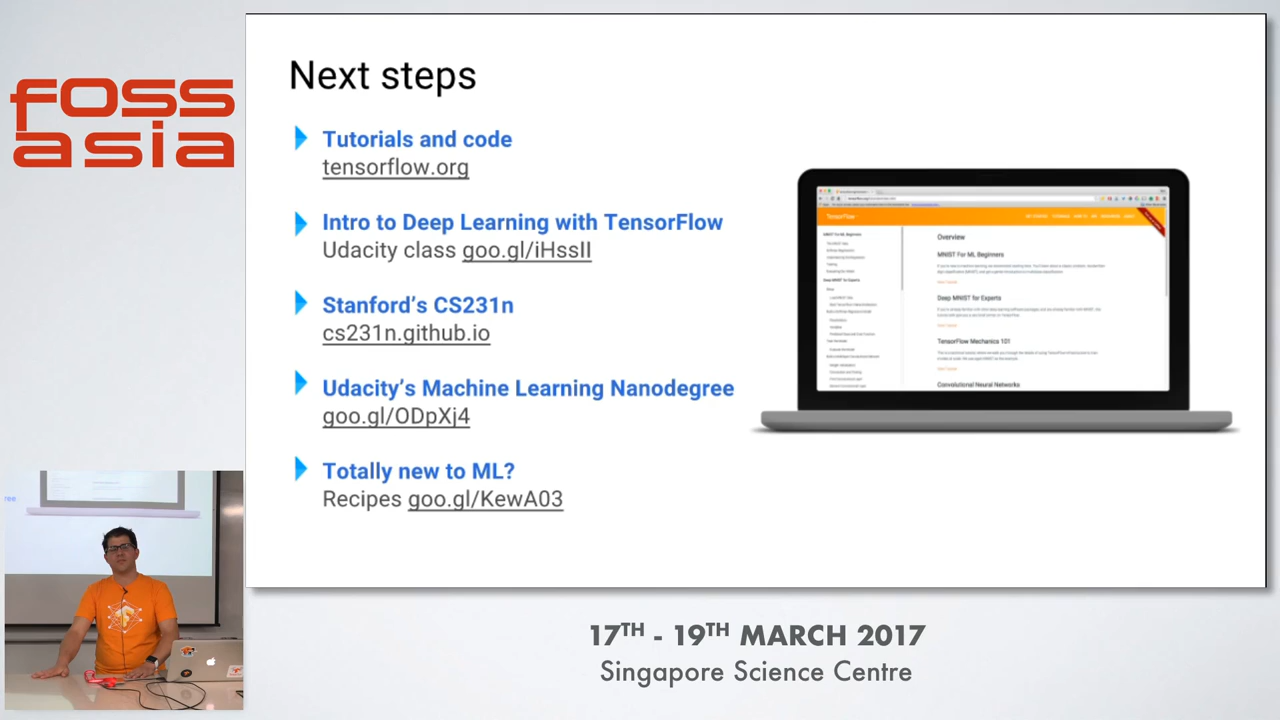 foss
asia
Next steps
Tutorials and code
tensorflow.org
Intro to Deep Learning with TensorFlow
Udacity class goo.gl/iHssII
Stanford's CS231n
cs231n.github.io
Udacity's Machine Learning Nanodegree
goo.gl/ODpXj4
Totally new to ML?
Recipes goo.gl/KewA03
TensorFlow
Overview
MNIST For ML Beginners
Deep MNIST for Experts
TensorFlow Mechanics 101
Convolutional Neural Networks
17TH - 19TH MARCH 2017
Singapore Science Centre